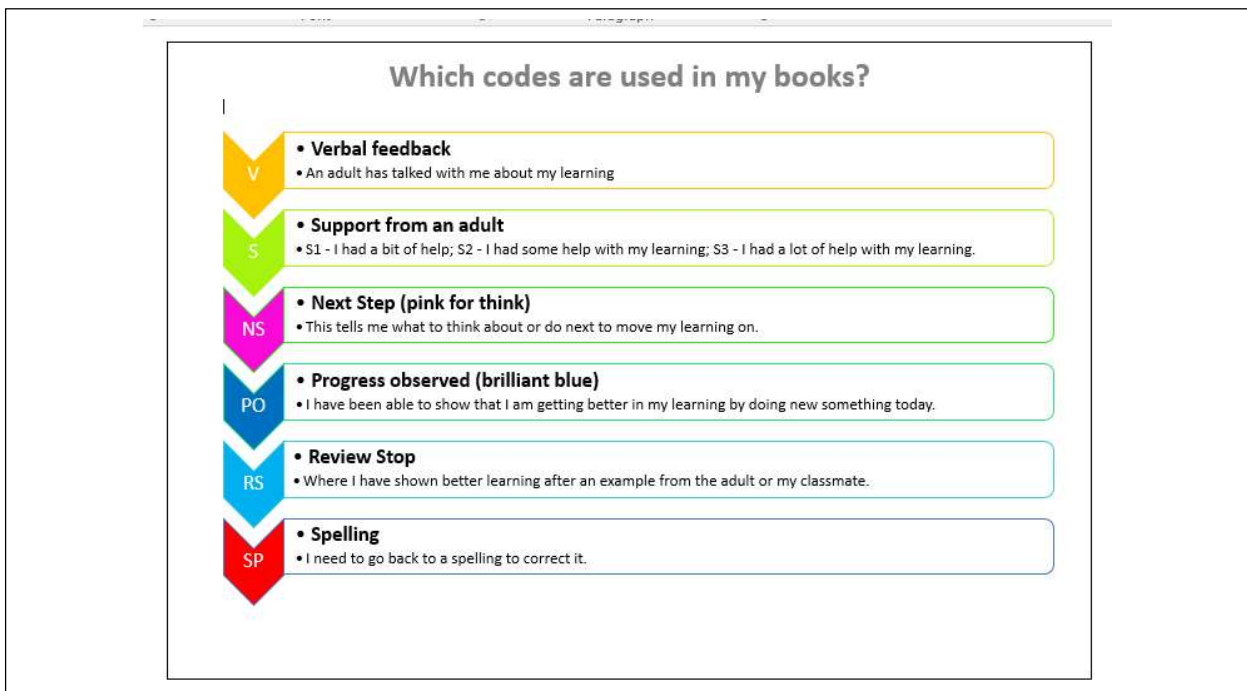 Which codes are used in my books?
V
• Verbal feedback
• An adult has talked with me about my learning
S
• Support from an adult
• S1 - I had a bit of help; S2 - I had some help with my learning; S3 - I had a lot of help with my learning.
NS
• Next Step (pink for think)
• This tells me what to think about or do next to move my learning on.
PO
• Progress observed (brilliant blue)
• I have been able to show that I am getting better in my learning by doing new something today.
RS
• Review Stop
• Where I have shown better learning after an example from the adult or my classmate.
SP
• Spelling
• I need to go back to a spelling to correct it.